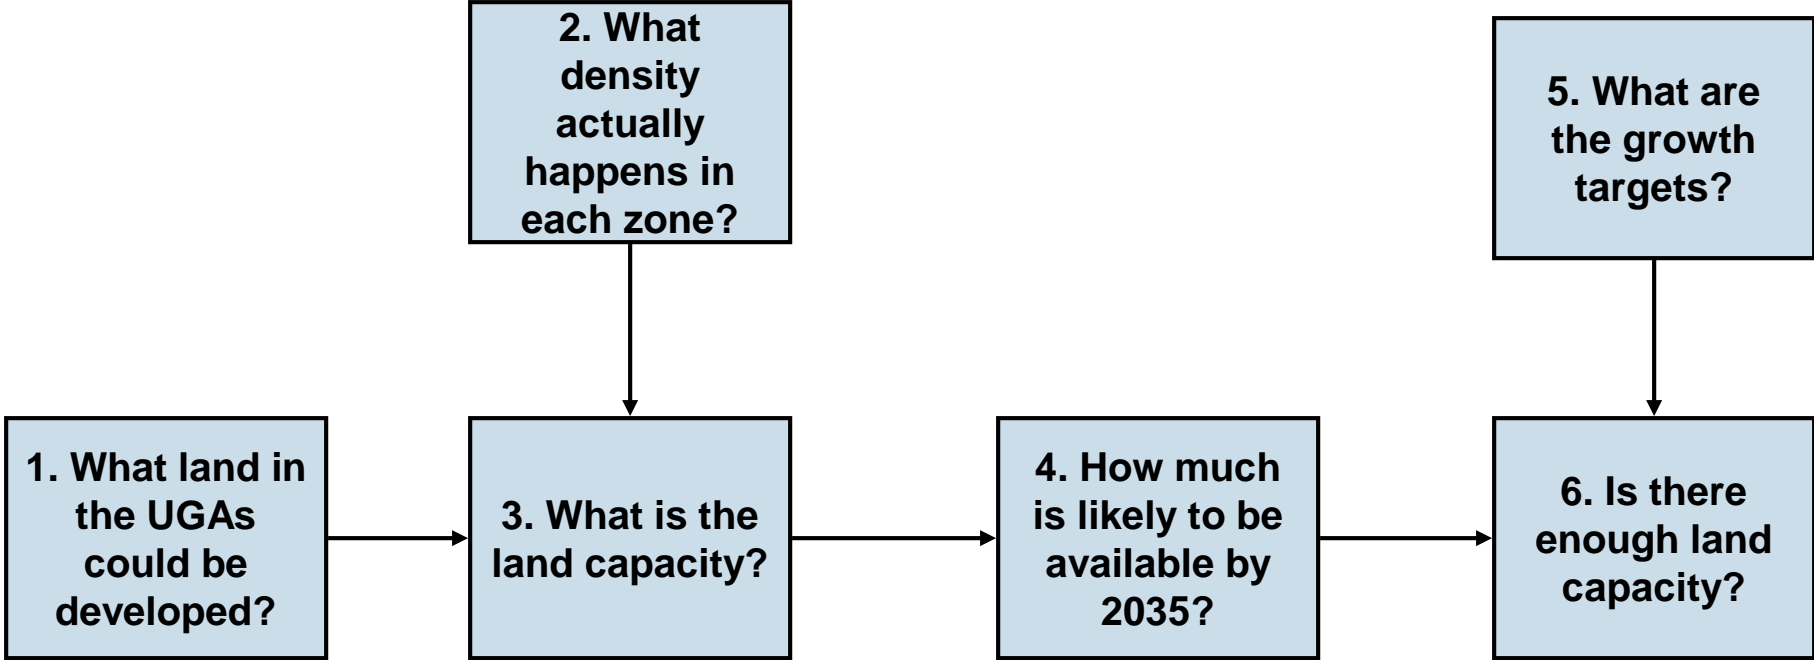 1. What land in
the UGAs
could be
developed?
2. What
density
actually
happens in
each zone?
3. What is the
land capacity?
4. How much
is likely to be
available by
2035?
5. What are
the growth
targets?
6. Is there
enough land
capacity?